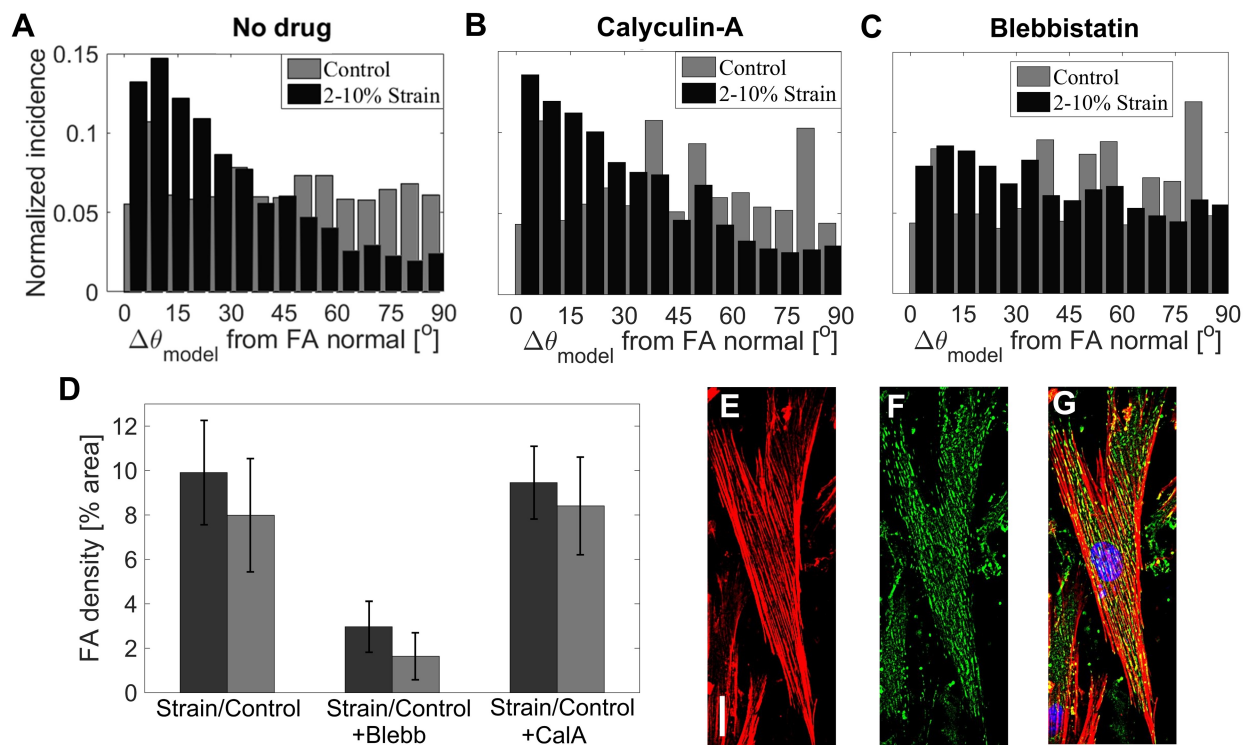 A No drug
0.15
0.1
0.05
0
Normalized incidence
Control
2-10% Strain
0 15 30 45 60 75 90
Δθmodel from FA normal [o]
B Calyculin-A
Control
2-10% Strain
0 15 30 45 60 75 90
Δθmodel from FA normal [o]
C Blebbistatin
Control
2-10% Strain
0 15 30 45 60 75 90
Δθmodel from FA normal [o]
D
12
10
8
6
4
2
0
FA density [% area]
Strain/Control
Strain/Control
+Blebb
Strain/Control
+CalA
E
F
G